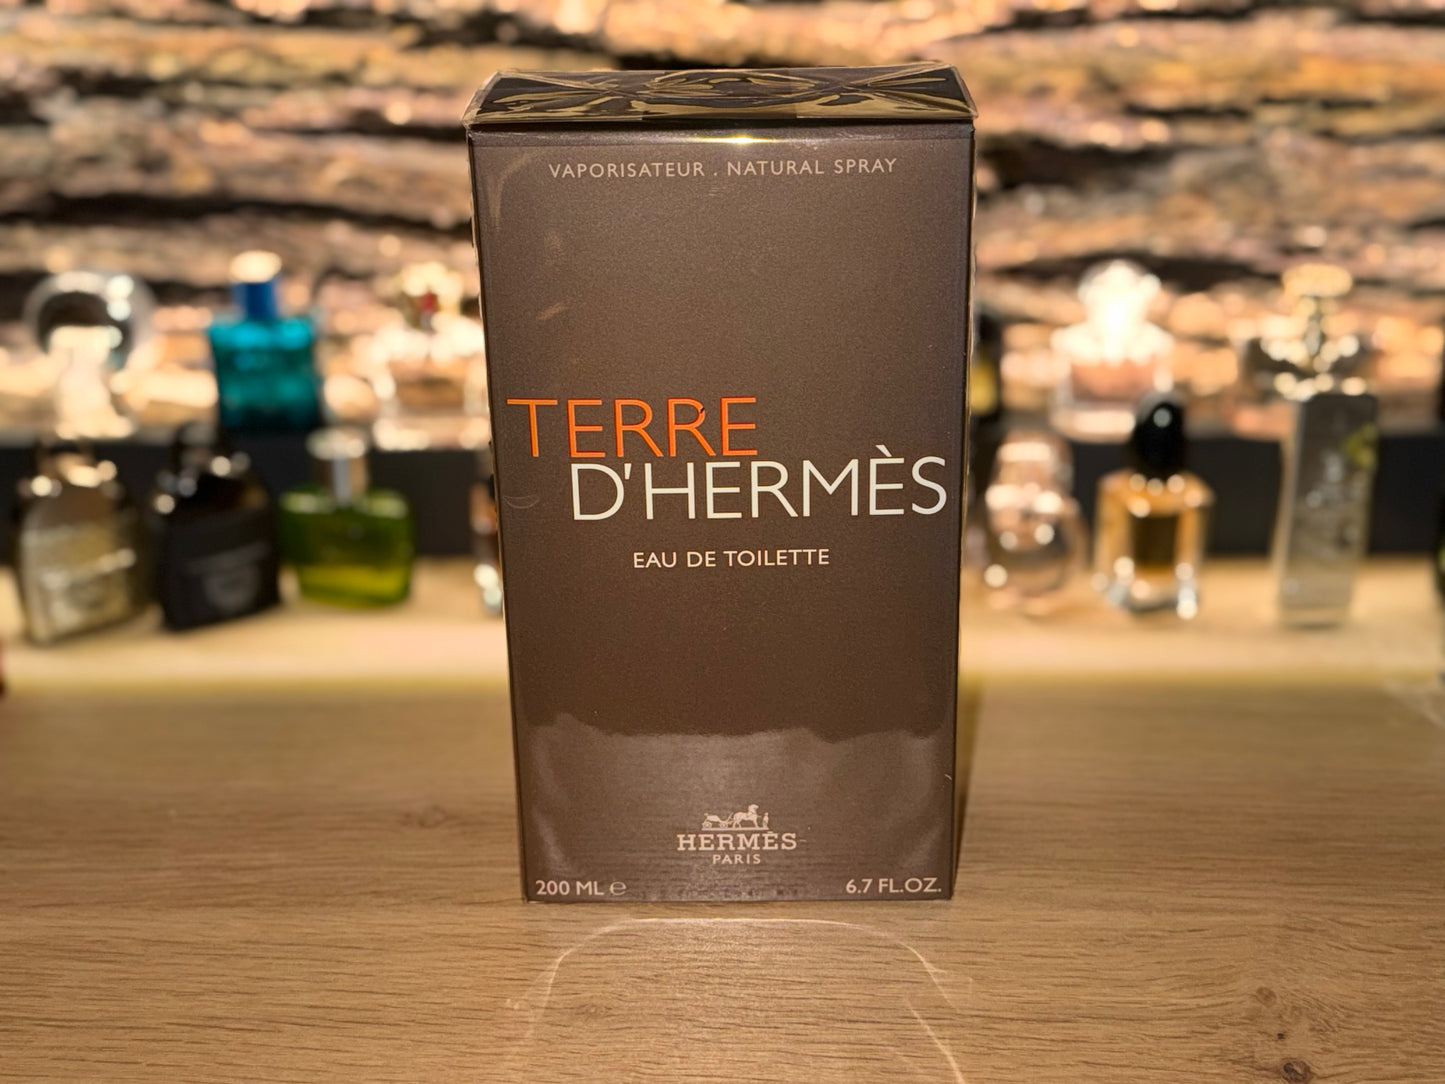 VAPORISATEUR . NATURAL SPRAY
TERRE
D'HERMÈS
EAU DE TOILETTE
HERMÈS
PARIS
200 ML ℮
6.7 FL.OZ.